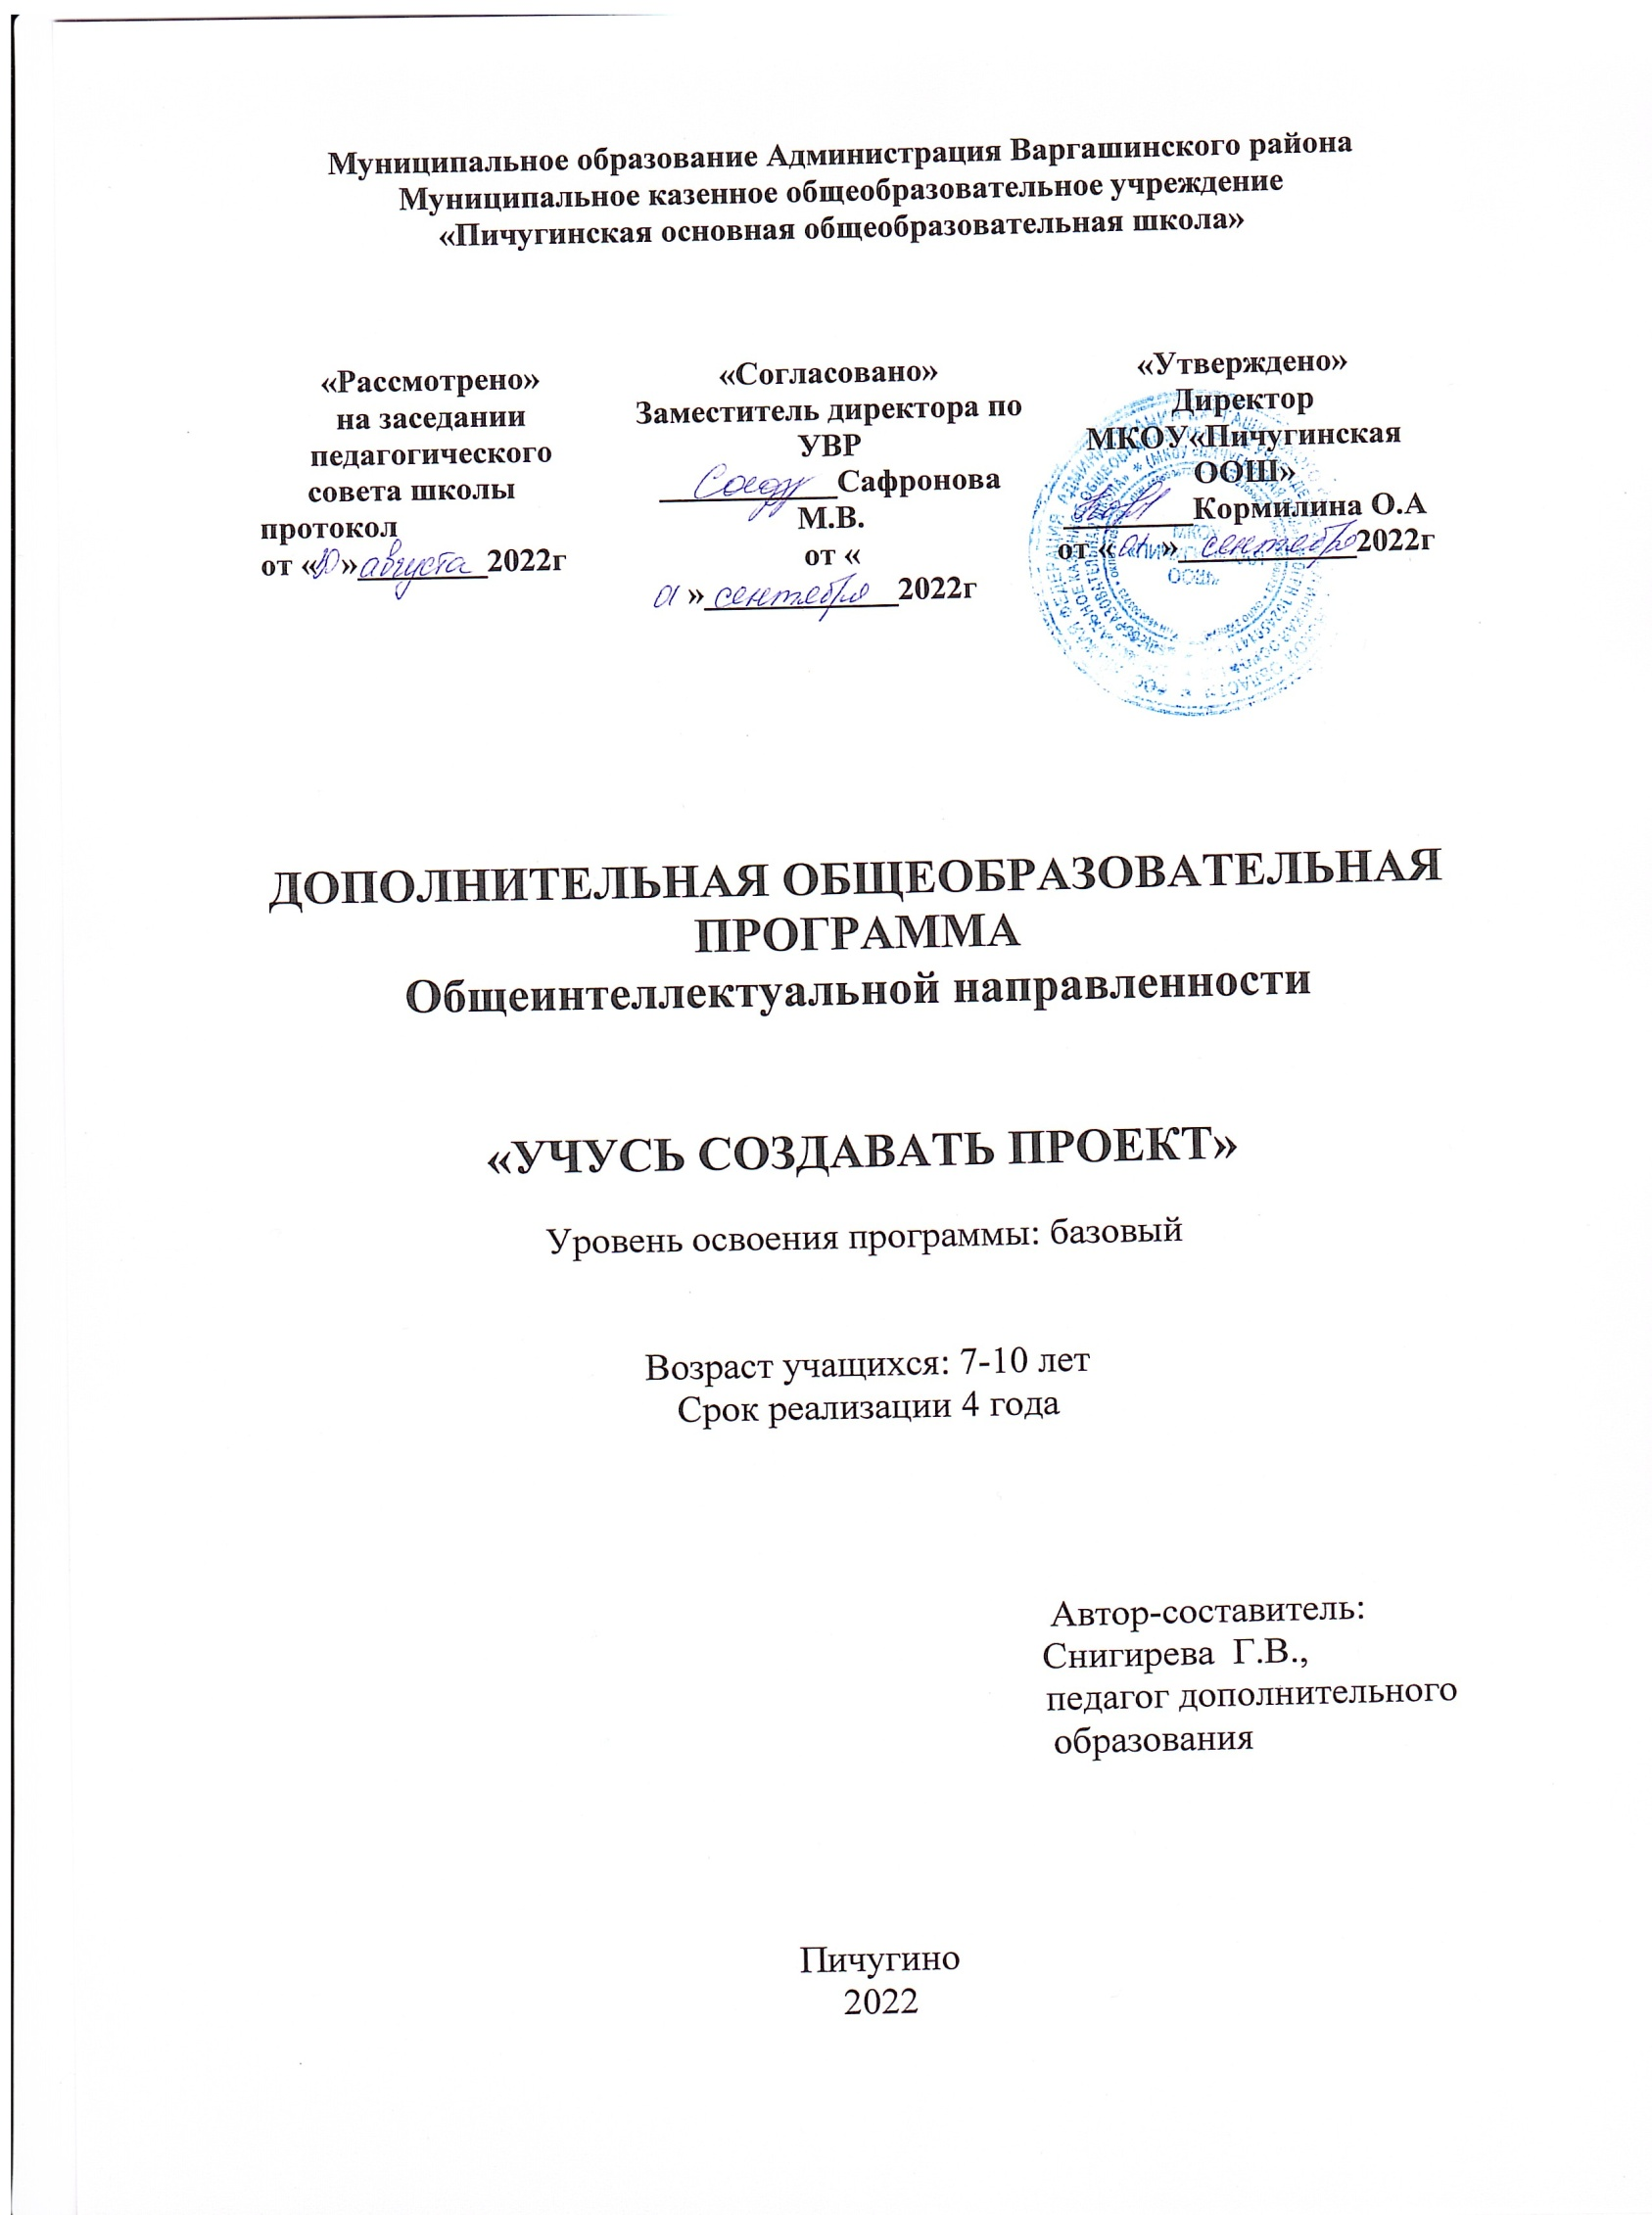 Муниципальное образование Администрация Варгашинского района
Муниципальное казенное общеобразовательное учреждение
«Пичугинская основная общеобразовательная школа»
«Рассмотрено»
на заседании
педагогического
совета школы
протокол
от «30»августа 2022г
«Согласовано»
Заместитель директора по
УВР
Сафронова
М.В.
от «
01 »сентября 2022г
«Утверждено»
Директор
МКОУ«Пичугинская
ООШ»
Кормилина О.А
от «01»сентября 2022г
ДОПОЛНИТЕЛЬНАЯ ОБЩЕОБРАЗОВАТЕЛЬНАЯ
ПРОГРАММА
Общеинтеллектуальной направленности
«УЧУСЬ СОЗДАВАТЬ ПРОЕКТ»
Уровень освоения программы: базовый
Возраст учащихся: 7-10 лет
Срок реализации 4 года
Автор-составитель:
Снигирева Г.В.,
педагог дополнительного
образования
Пичугино
2022